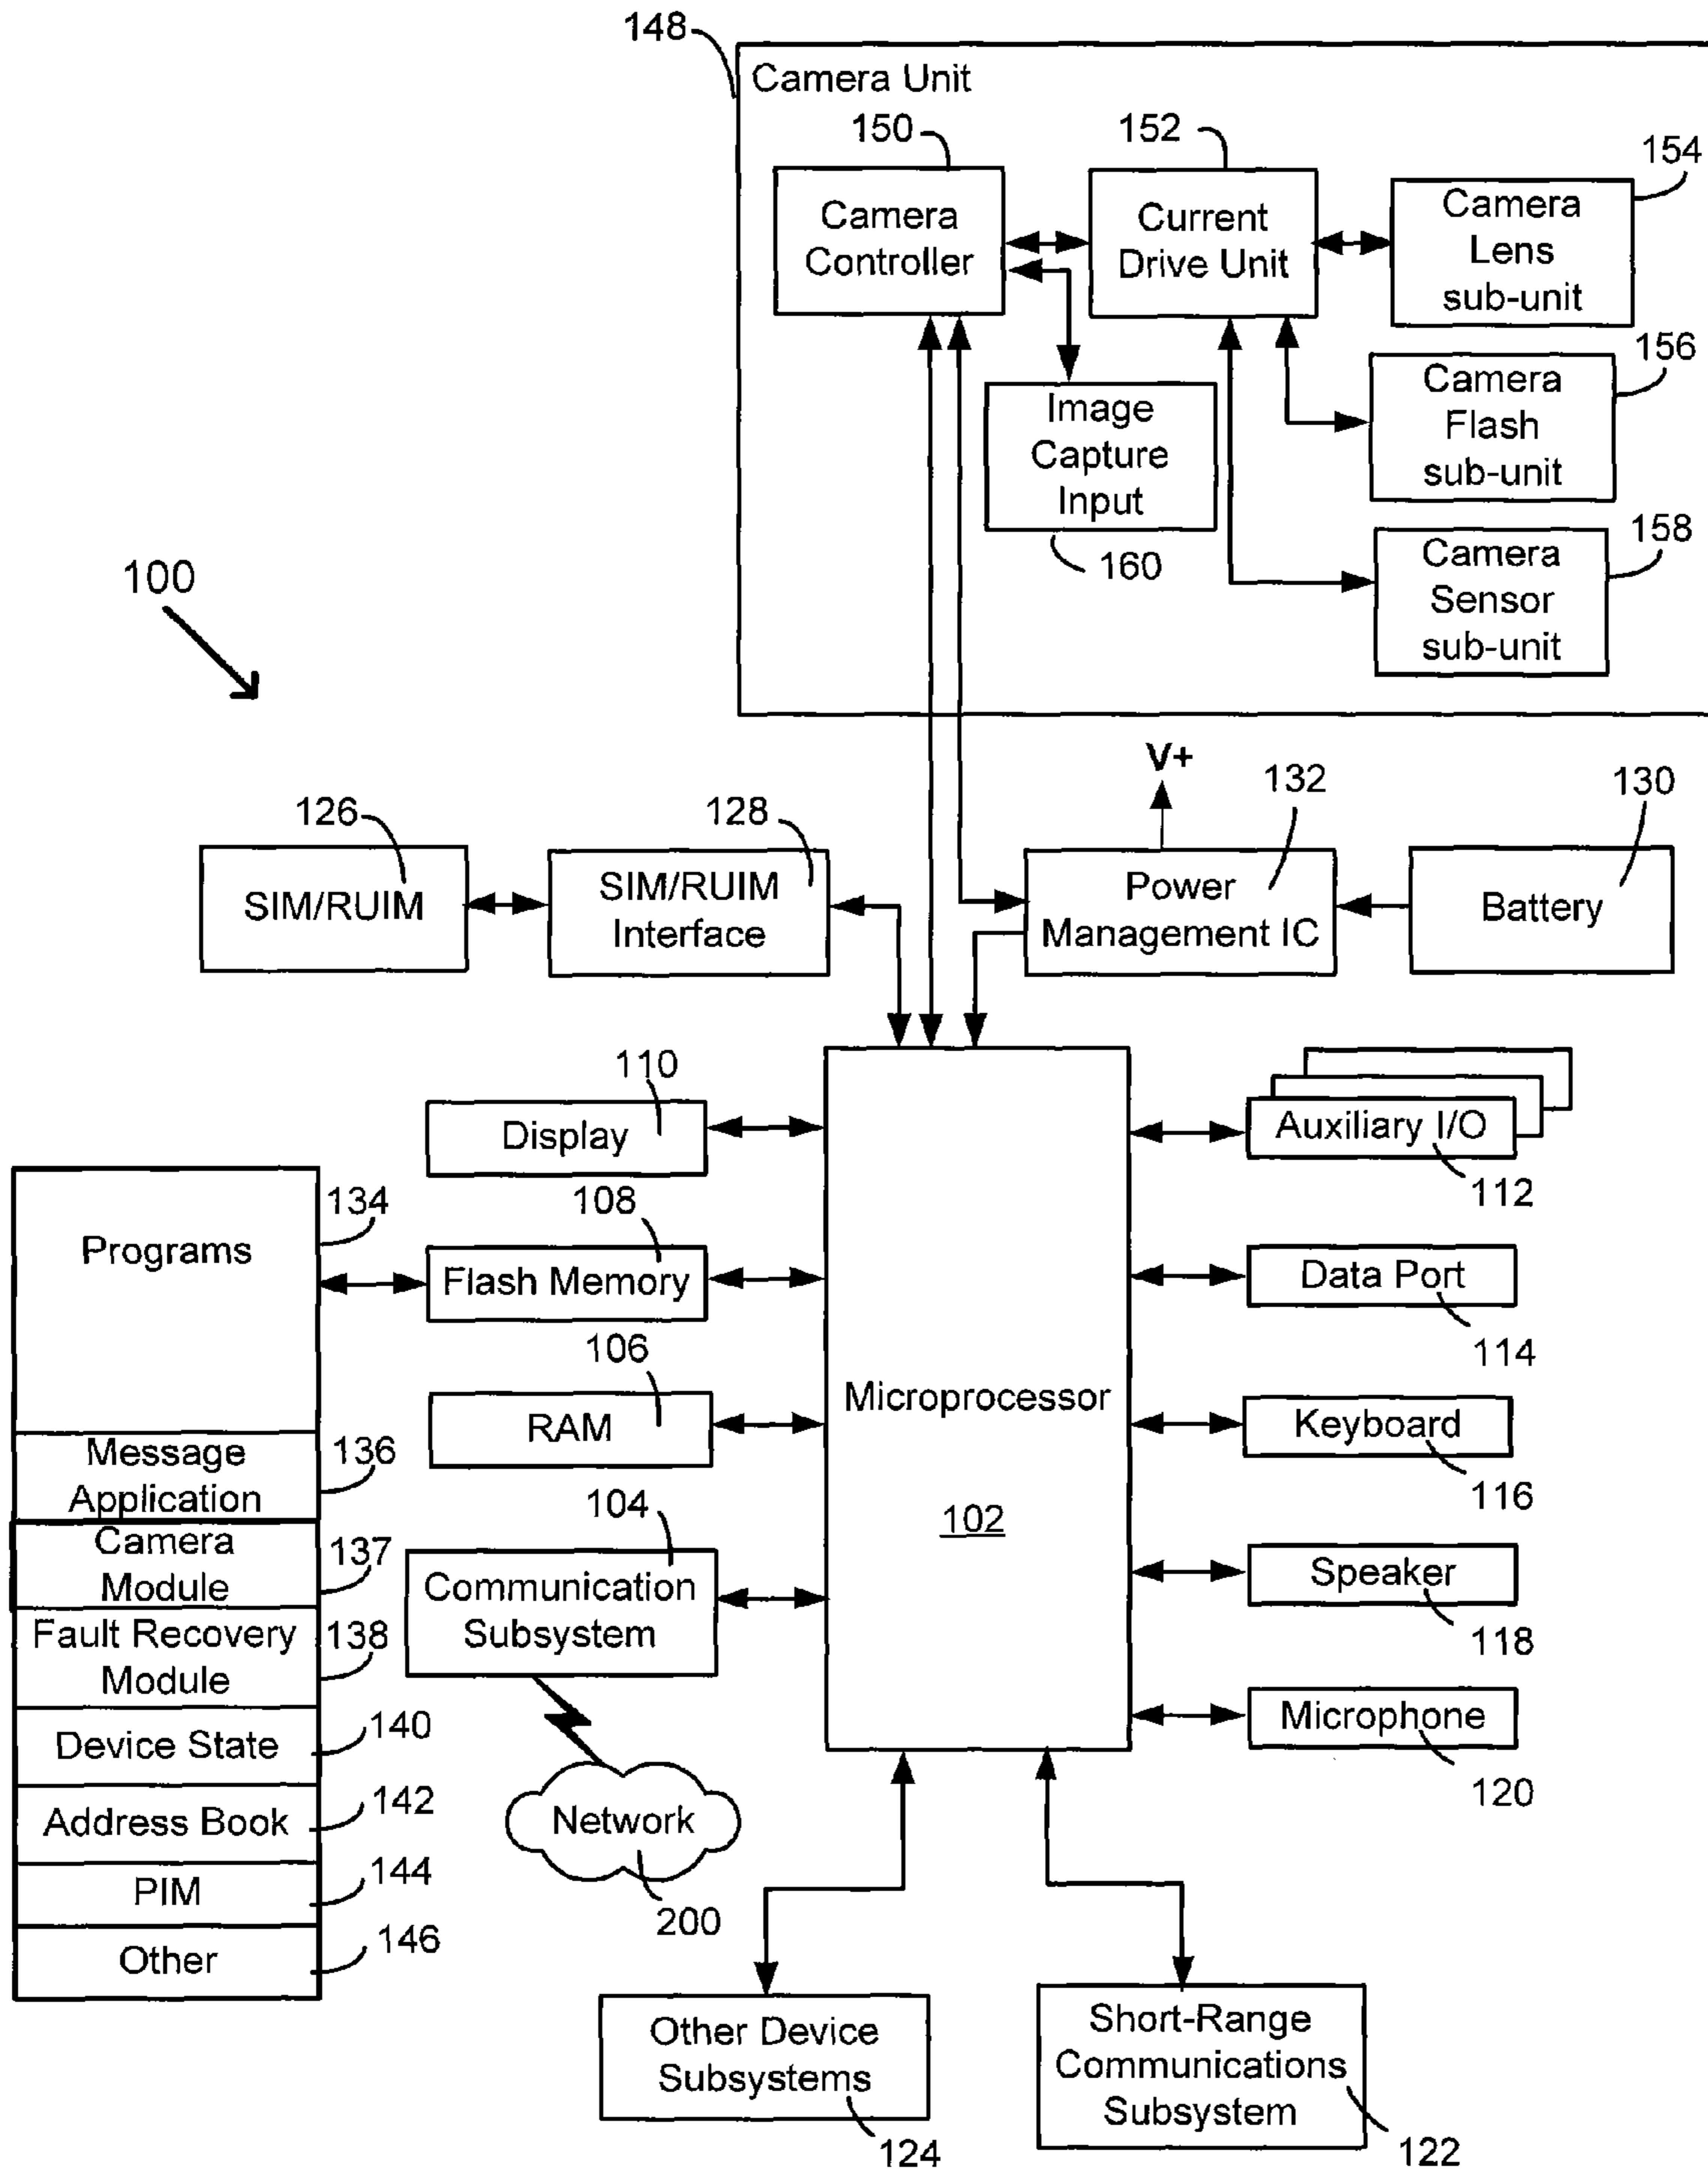 148
Camera Unit
150
152
154
Camera
Controller
Current
Drive Unit
Camera
Lens
sub-unit
156
Image
Capture
Input
Camera
Flash
sub-unit
160
158
Camera
Sensor
sub-unit
100
V+
126
128
132
130
SIM/RUIM
SIM/RUIM
Interface
Power
Management IC
Battery
110
Display
Auxiliary I/O
112
134
Programs
108
Flash Memory
Data Port
114
106
RAM
Microprocessor
102
Keyboard
116
Message
Application
136
104
Camera
Module
137
Communication
Subsystem
Speaker
118
Fault Recovery
Module
138
Device State
140
Microphone
120
Address Book
142
Network
200
PIM
144
Other
146
Other Device
Subsystems
124
Short-Range
Communications
Subsystem
122